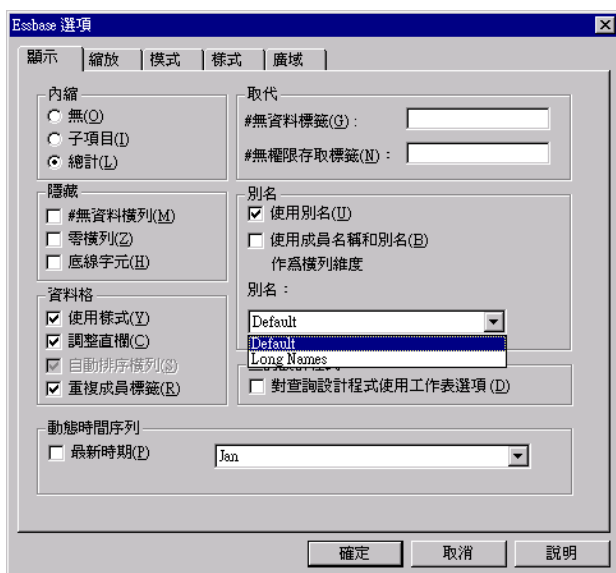 Essbase 選項
顯示 縮放 模式 樣式 廣域
內縮
無(O)
子項目(I)
總計(L)
隱藏
#無資料橫列(M)
零橫列(Z)
底線字元(H)
資料格
使用樣式(Y)
調整直欄(C)
自動排序橫列(S)
重複成員標籤(R)
取代
#無資料標籤(G):
#無權限存取標籤(N):
別名
使用別名(U)
使用成員名稱和別名(B)
作為橫列維度
別名:
Default
Default
Long Names
對查詢設計程式使用工作表選項(D)
動態時間序列
最新時期(P)
Jan
確定 取消 說明